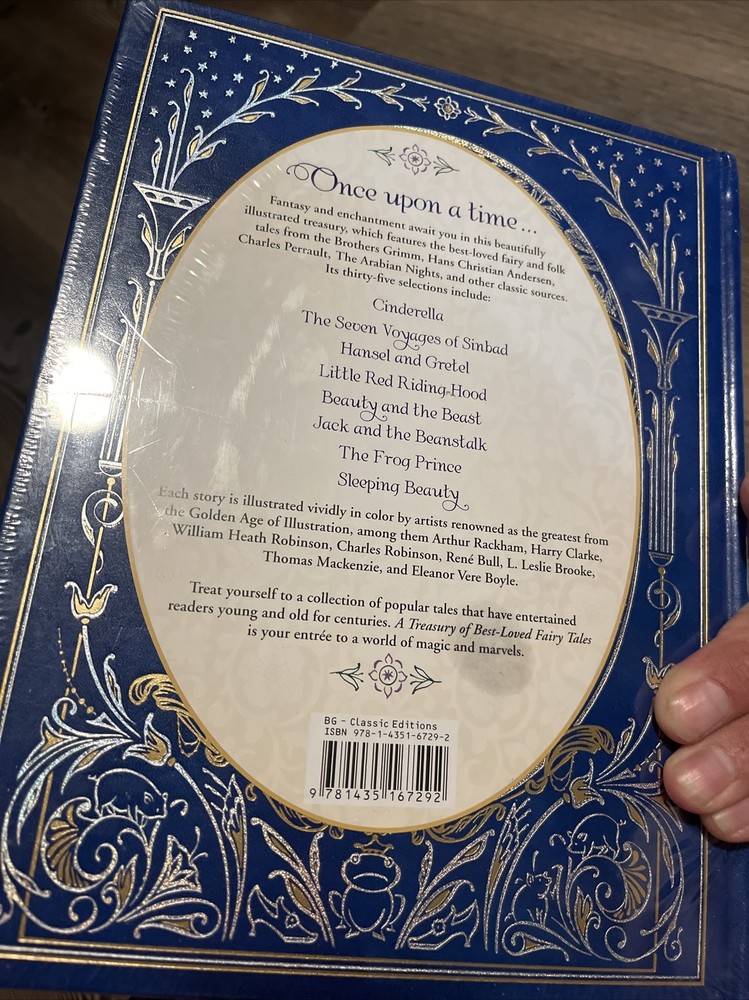 Once upon a time ...
Fantasy and enchantment await you in this beautifully
illustrated treasury, which features the best-loved fairy and folk
tales from the Brothers Grimm, Hans Christian Andersen,
Charles Perrault, The Arabian Nights, and other classic sources.
Its thirty-five selections include:
Cinderella
The Seven Voyages of Sinbad
Hansel and Gretel
Little Red Riding-Hood
Beauty and the Beast
Jack and the Beanstalk
The Frog Prince
Sleeping Beauty
Each story is illustrated vividly in color by artists renowned as the greatest from
the Golden Age of Illustration, among them Arthur Rackham, Harry Clarke,
William Heath Robinson, Charles Robinson, René Bull, L. Leslie Brooke,
Thomas Mackenzie, and Eleanor Vere Boyle.
Treat yourself to a collection of popular tales that have entertained
readers young and old for centuries. A Treasury of Best-Loved Fairy Tales
is your entrée to a world of magic and marvels.
BG - Classic Editions
ISBN 978-1-4351-6729-2
9 781435 167292